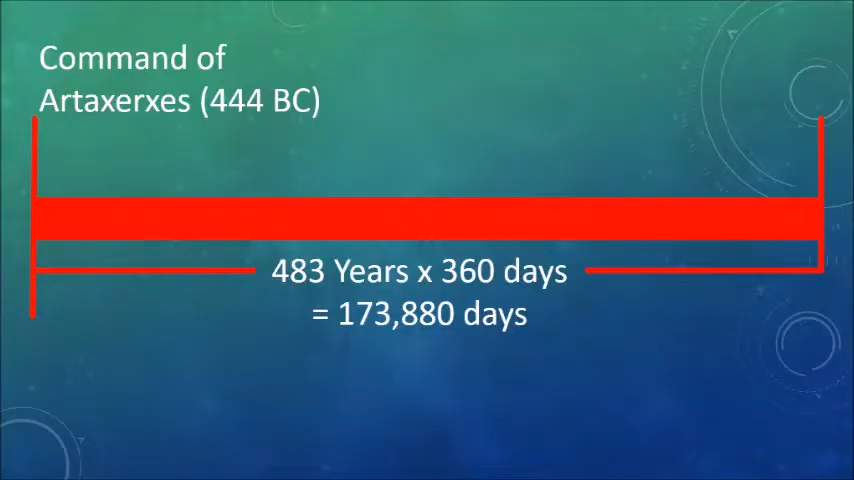 Command of
Artaxerxes (444 BC)
483 Years x 360 days
= 173,880 days